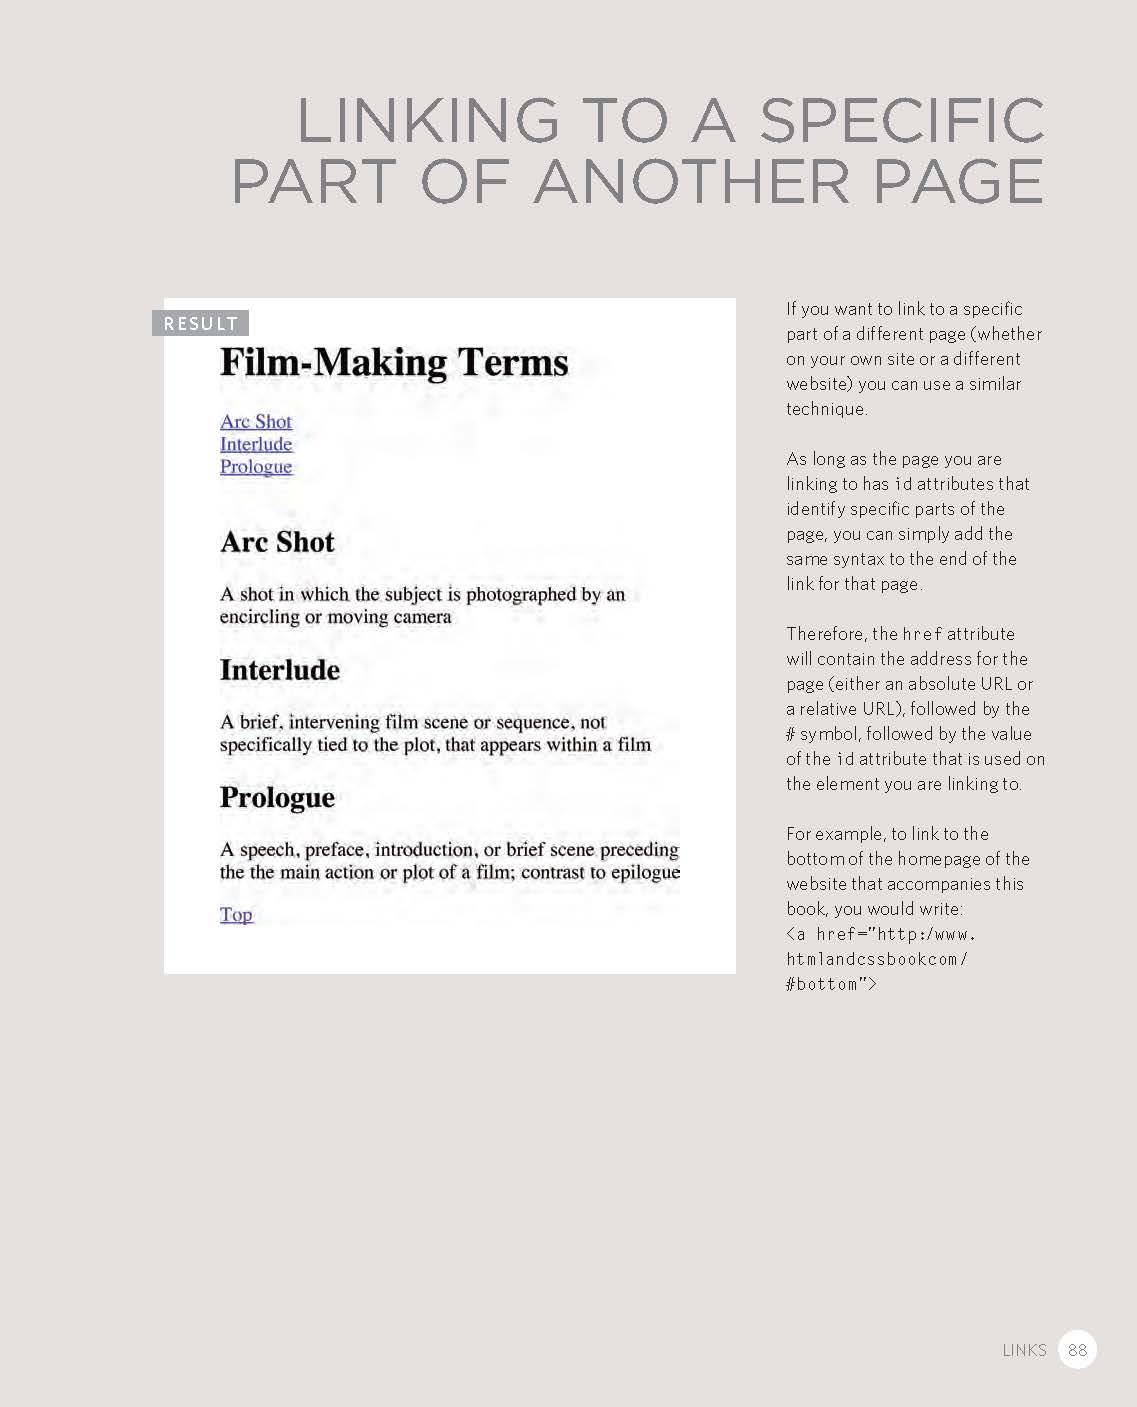 LINKING TO A SPECIFIC
PART OF ANOTHER PAGE
RESULT
Film-Making Terms
Arc Shot
Interlude
Prologue
Arc Shot
A shot in which the subject is photographed by an
encircling or moving camera
Interlude
A brief, intervening film scene or sequence, not
specifically tied to the plot, that appears within a film
Prologue
A speech, preface, introduction, or brief scene preceding
the the main action or plot of a film; contrast to epilogue
Top
If you want to link to a specific
part of a different page (whether
on your own site or a different
website) you can use a similar
technique.
As long as the page you are
linking to has id attributes that
identify specific parts of the
page, you can simply add the
same syntax to the end of the
link for that page.
Therefore, the href attribute
will contain the address for the
page (either an absolute URL or
a relative URL), followed by the
# symbol, followed by the value
of the id attribute that is used on
the element you are linking to.
For example, to link to the
bottom of the homepage of the
website that accompanies this
book, you would write:
<a href="http:/www.
htmlandcssbookcom/
#bottom">
LINKS 88